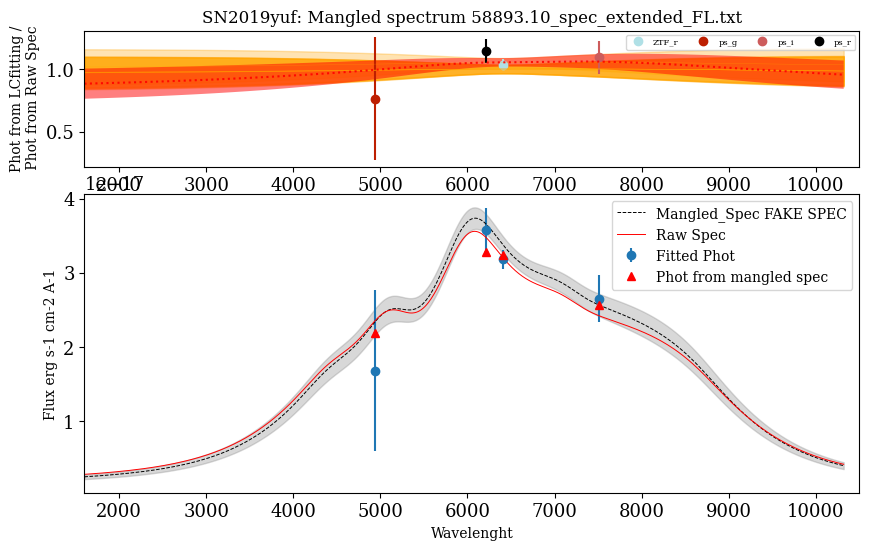 SN2019yuf: Mangled spectrum 58893.10_spec_extended_FL.txt
Phot from LCfitting /
Phot from Raw Spec
1.0
0.5
ZTF_r ps_g ps_i ps_r
2000 3000 4000 5000 6000 7000 8000 9000 10000
1e−17
4
3
2
1
Flux erg s-1 cm-2 A-1
Mangled_Spec FAKE SPEC
Raw Spec
Fitted Phot
Phot from mangled spec
2000 3000 4000 5000 6000 7000 8000 9000 10000
Wavelenght